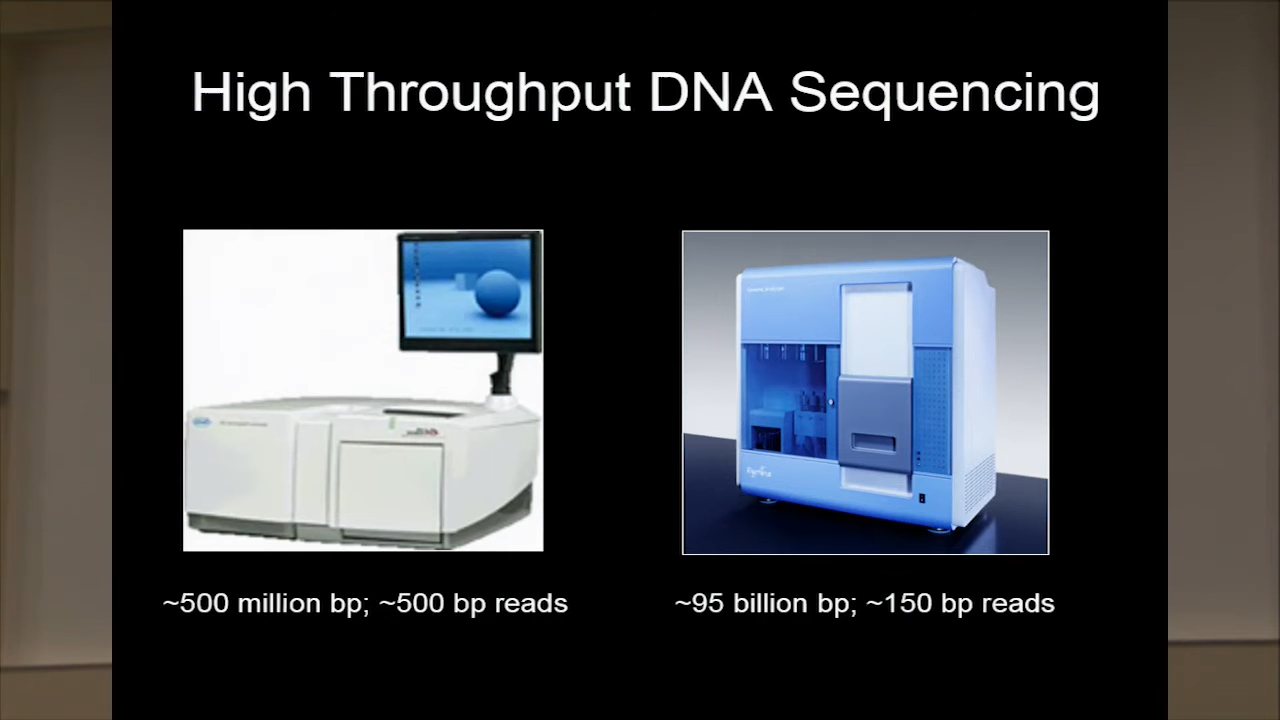 High Throughput DNA Sequencing
~500 million bp; ~500 bp reads
~95 billion bp; ~150 bp reads